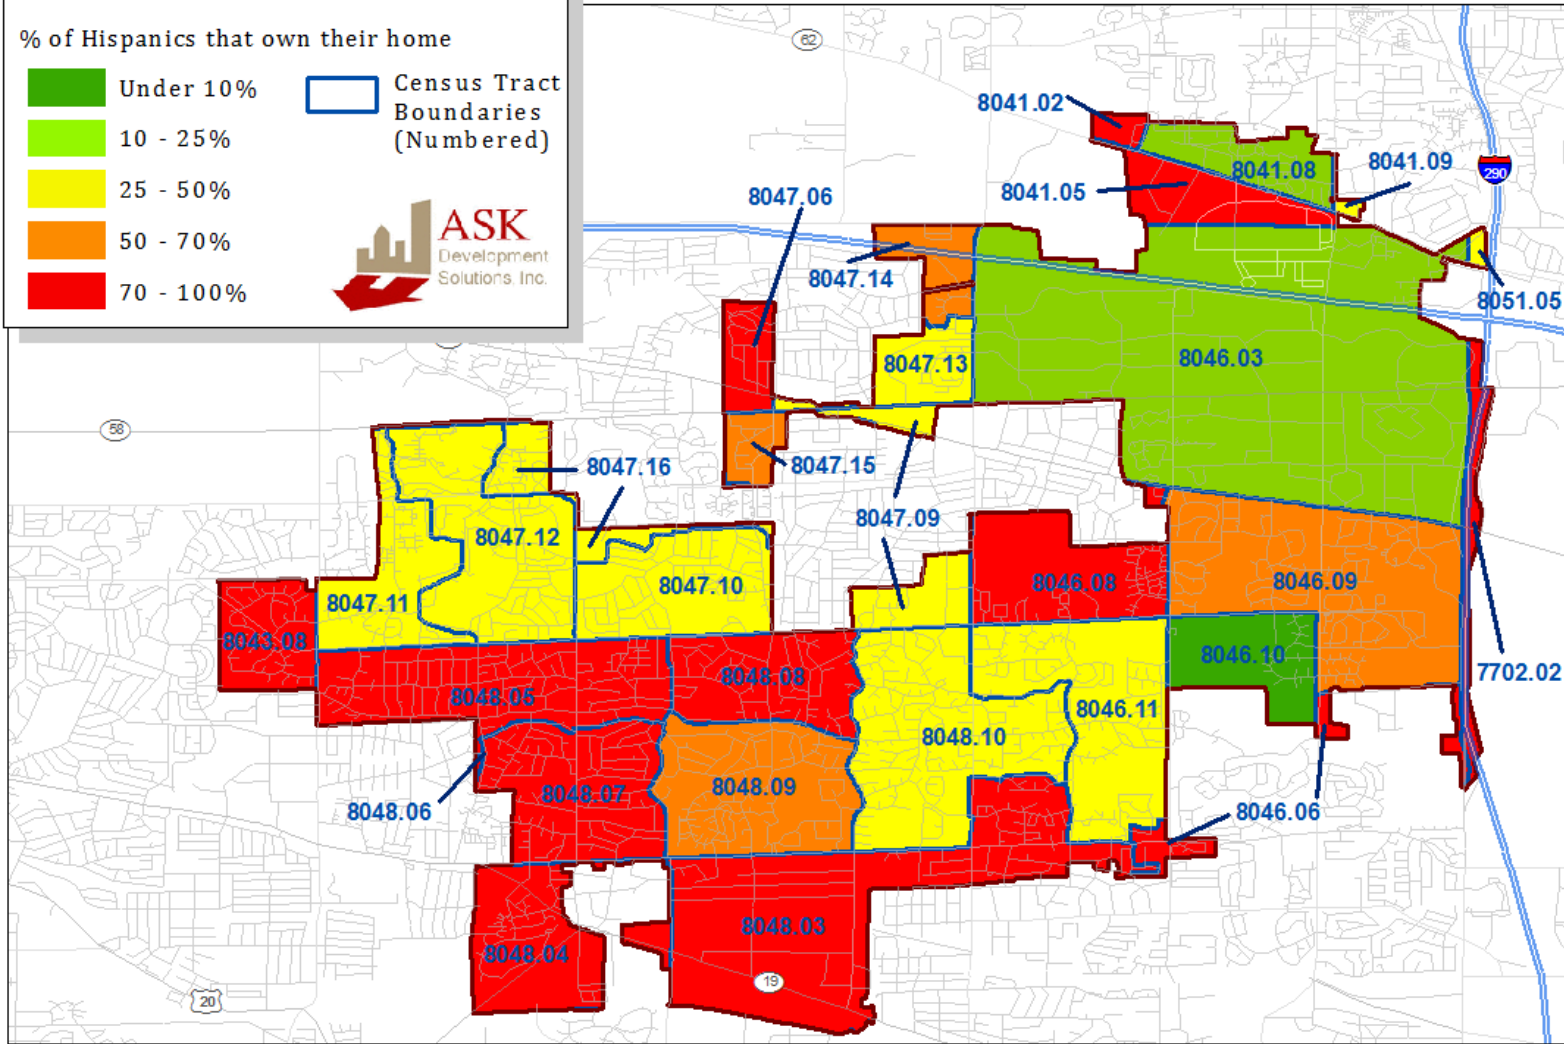 % of Hispanics that own their home
Under 10%
10 - 25%
25 - 50%
50 - 70%
70 - 100%
Census Tract
Boundaries
(Numbered)
ASK
Development
Solutions, Inc.
62
8041.02
8041.08
8041.09
290
8041.05
8047.06
8047.14
8051.05
8047.13
8046.03
58
8047.16
8047.15
8047.09
8047.12
8047.10
8046.08
8046.09
8047.11
8043.08
8046.10
8048.08
7702.02
8048.05
8046.11
8048.10
8048.09
8048.07
8048.06
8046.06
8048.03
8048.04
19
20